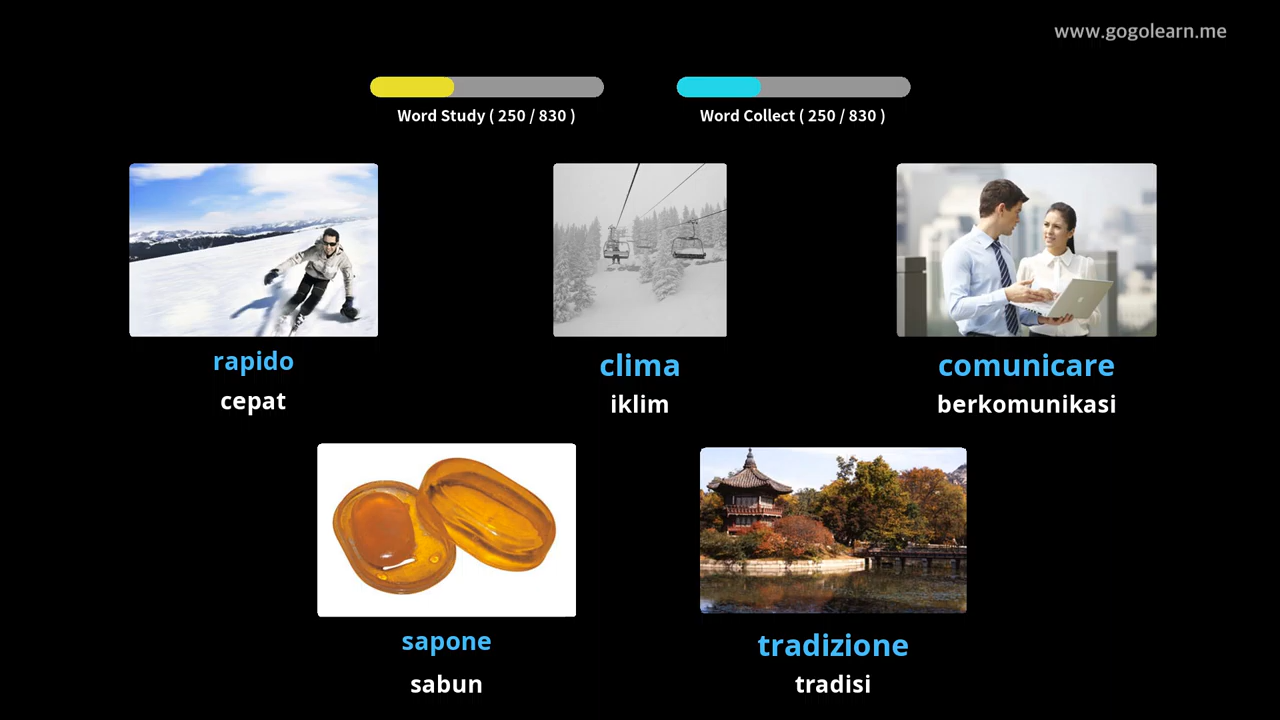 www.gogolearn.me
Word Study ( 250 / 830 )
Word Collect ( 250 / 830 )
rapido
cepat
clima
iklim
comunicare
berkomunikasi
sapone
sabun
tradizione
tradisi